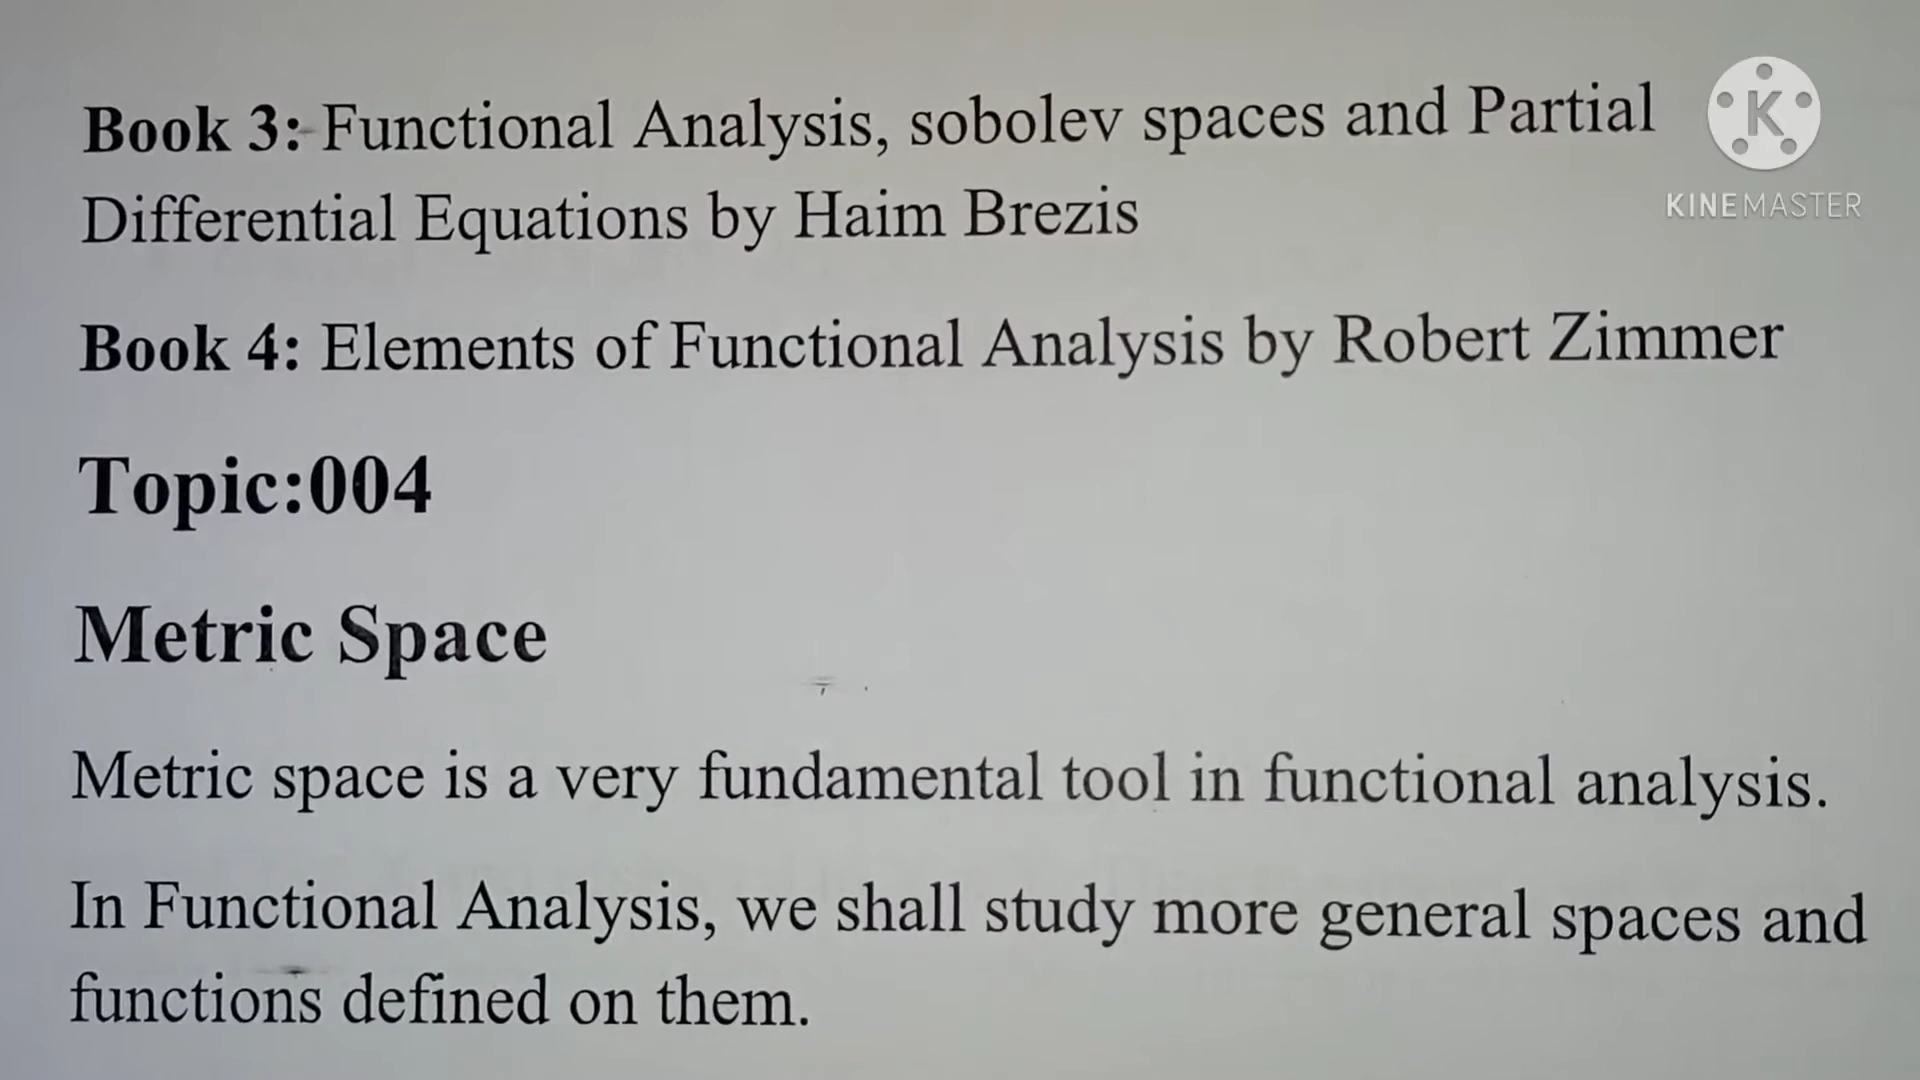 Book 3:-Functional Analysis, sobolev spaces and Partial
Differential Equations by Haim Brezis
Book 4: Elements of Functional Analysis by Robert Zimmer
Topic:004
Metric Space
Metric space is a very fundamental tool in functional analysis.
In Functional Analysis, we shall study more general spaces and
functions defined on them.
K
KINEMASTER